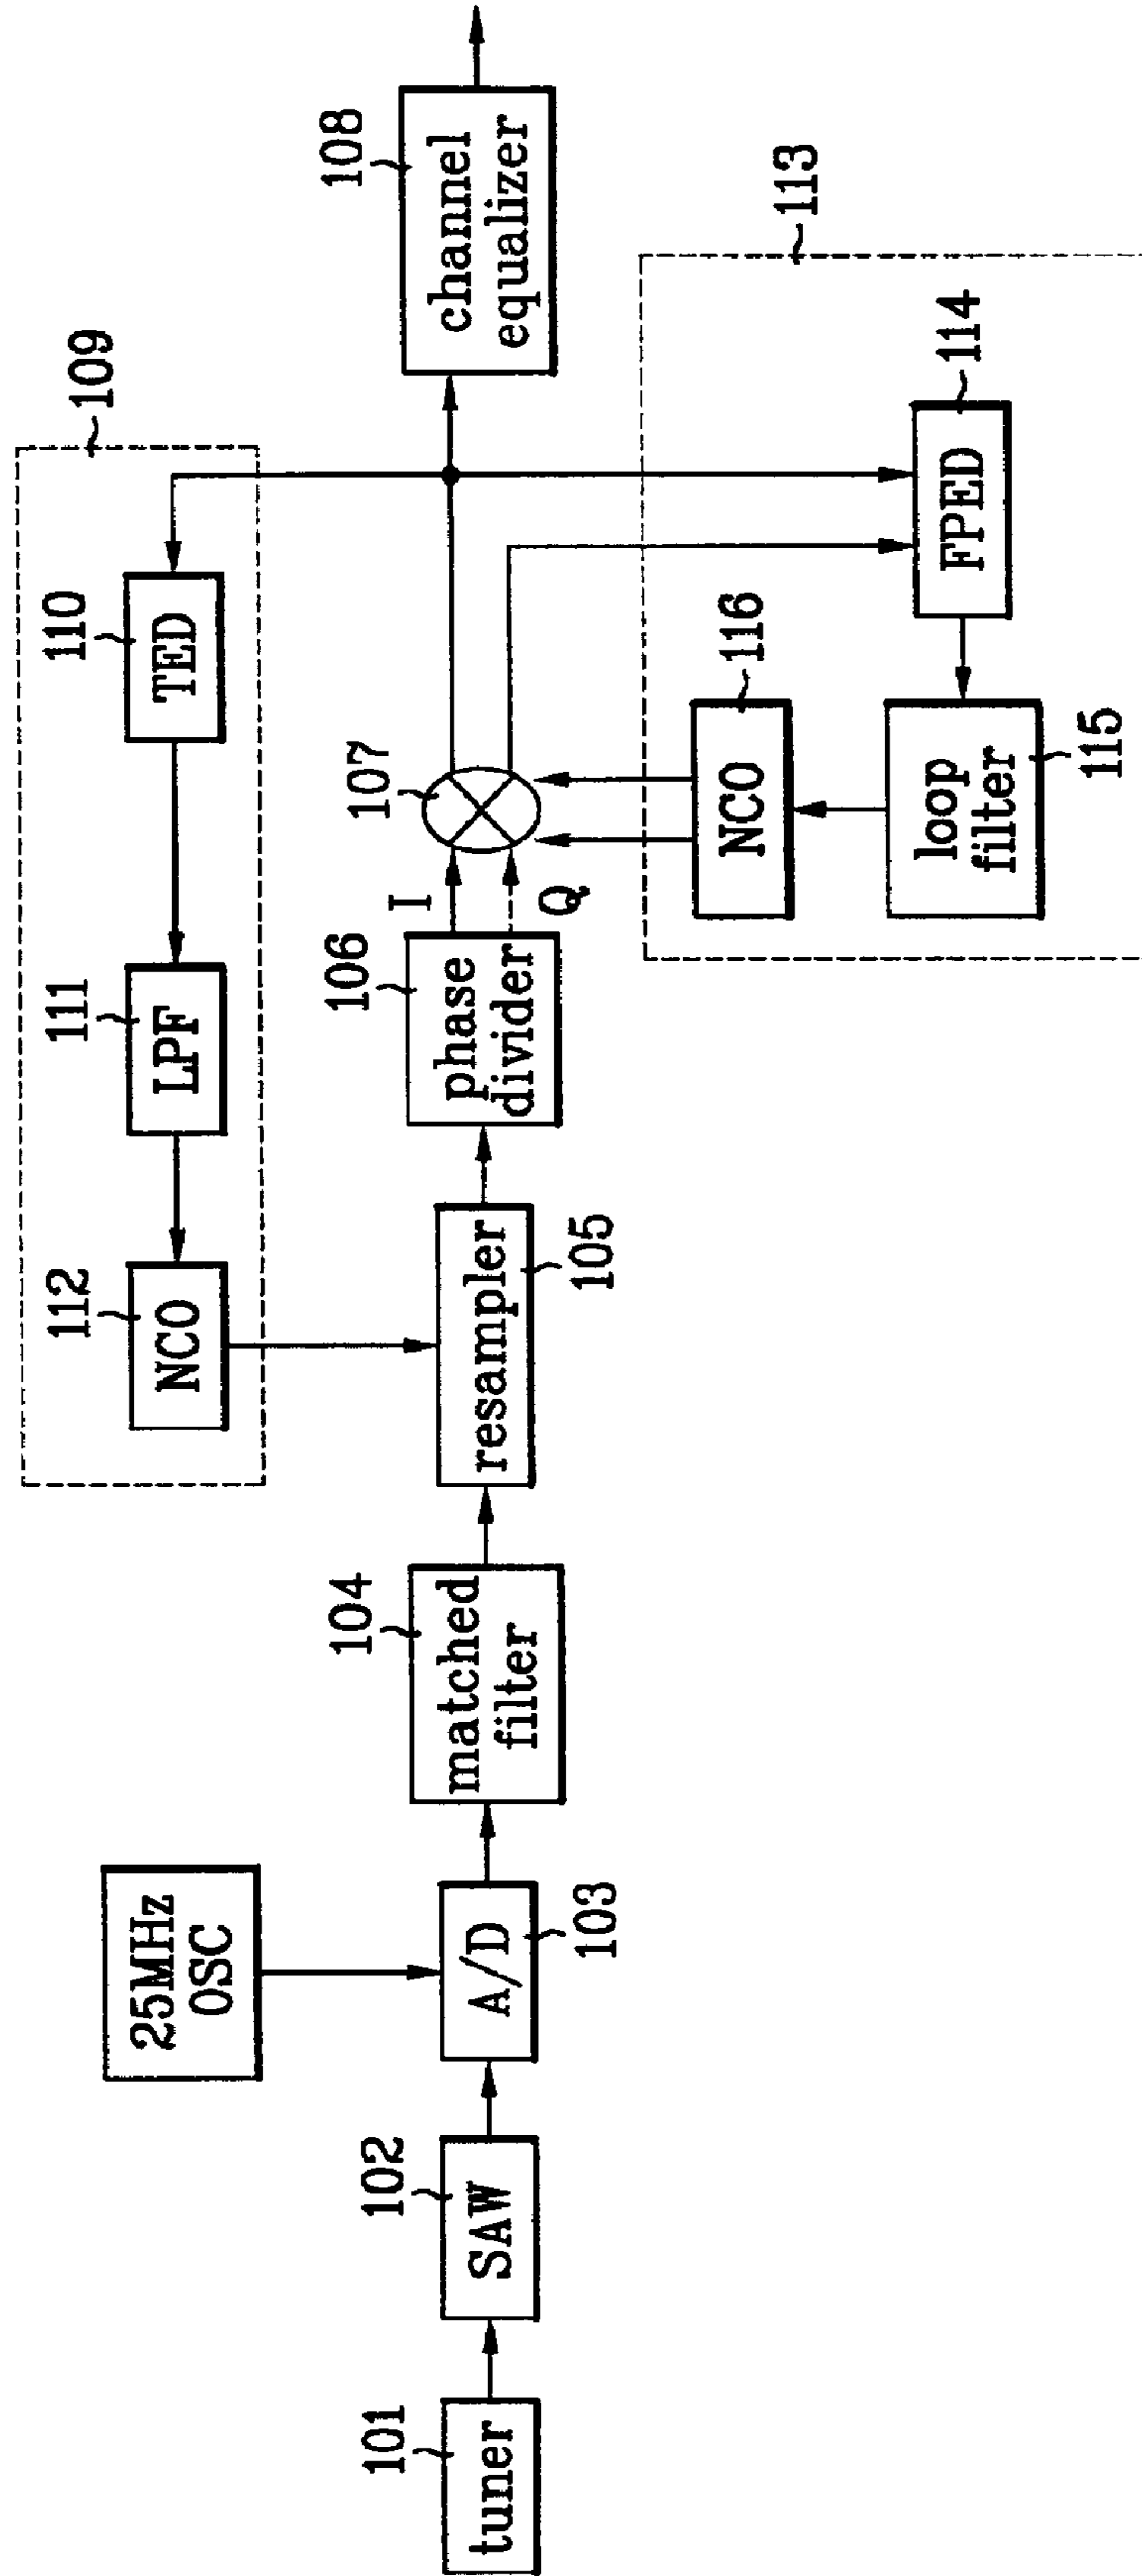 109
110
TED
111
LPF
112
NCO
25MHz
OSC
101
tuner
102
SAW
A/D
103
104
matched
filter
resampler
105
106
phase
divider
I
Q
107
108
channel
equalizer
113
114
FPED
116
NCO
loop
filter
115